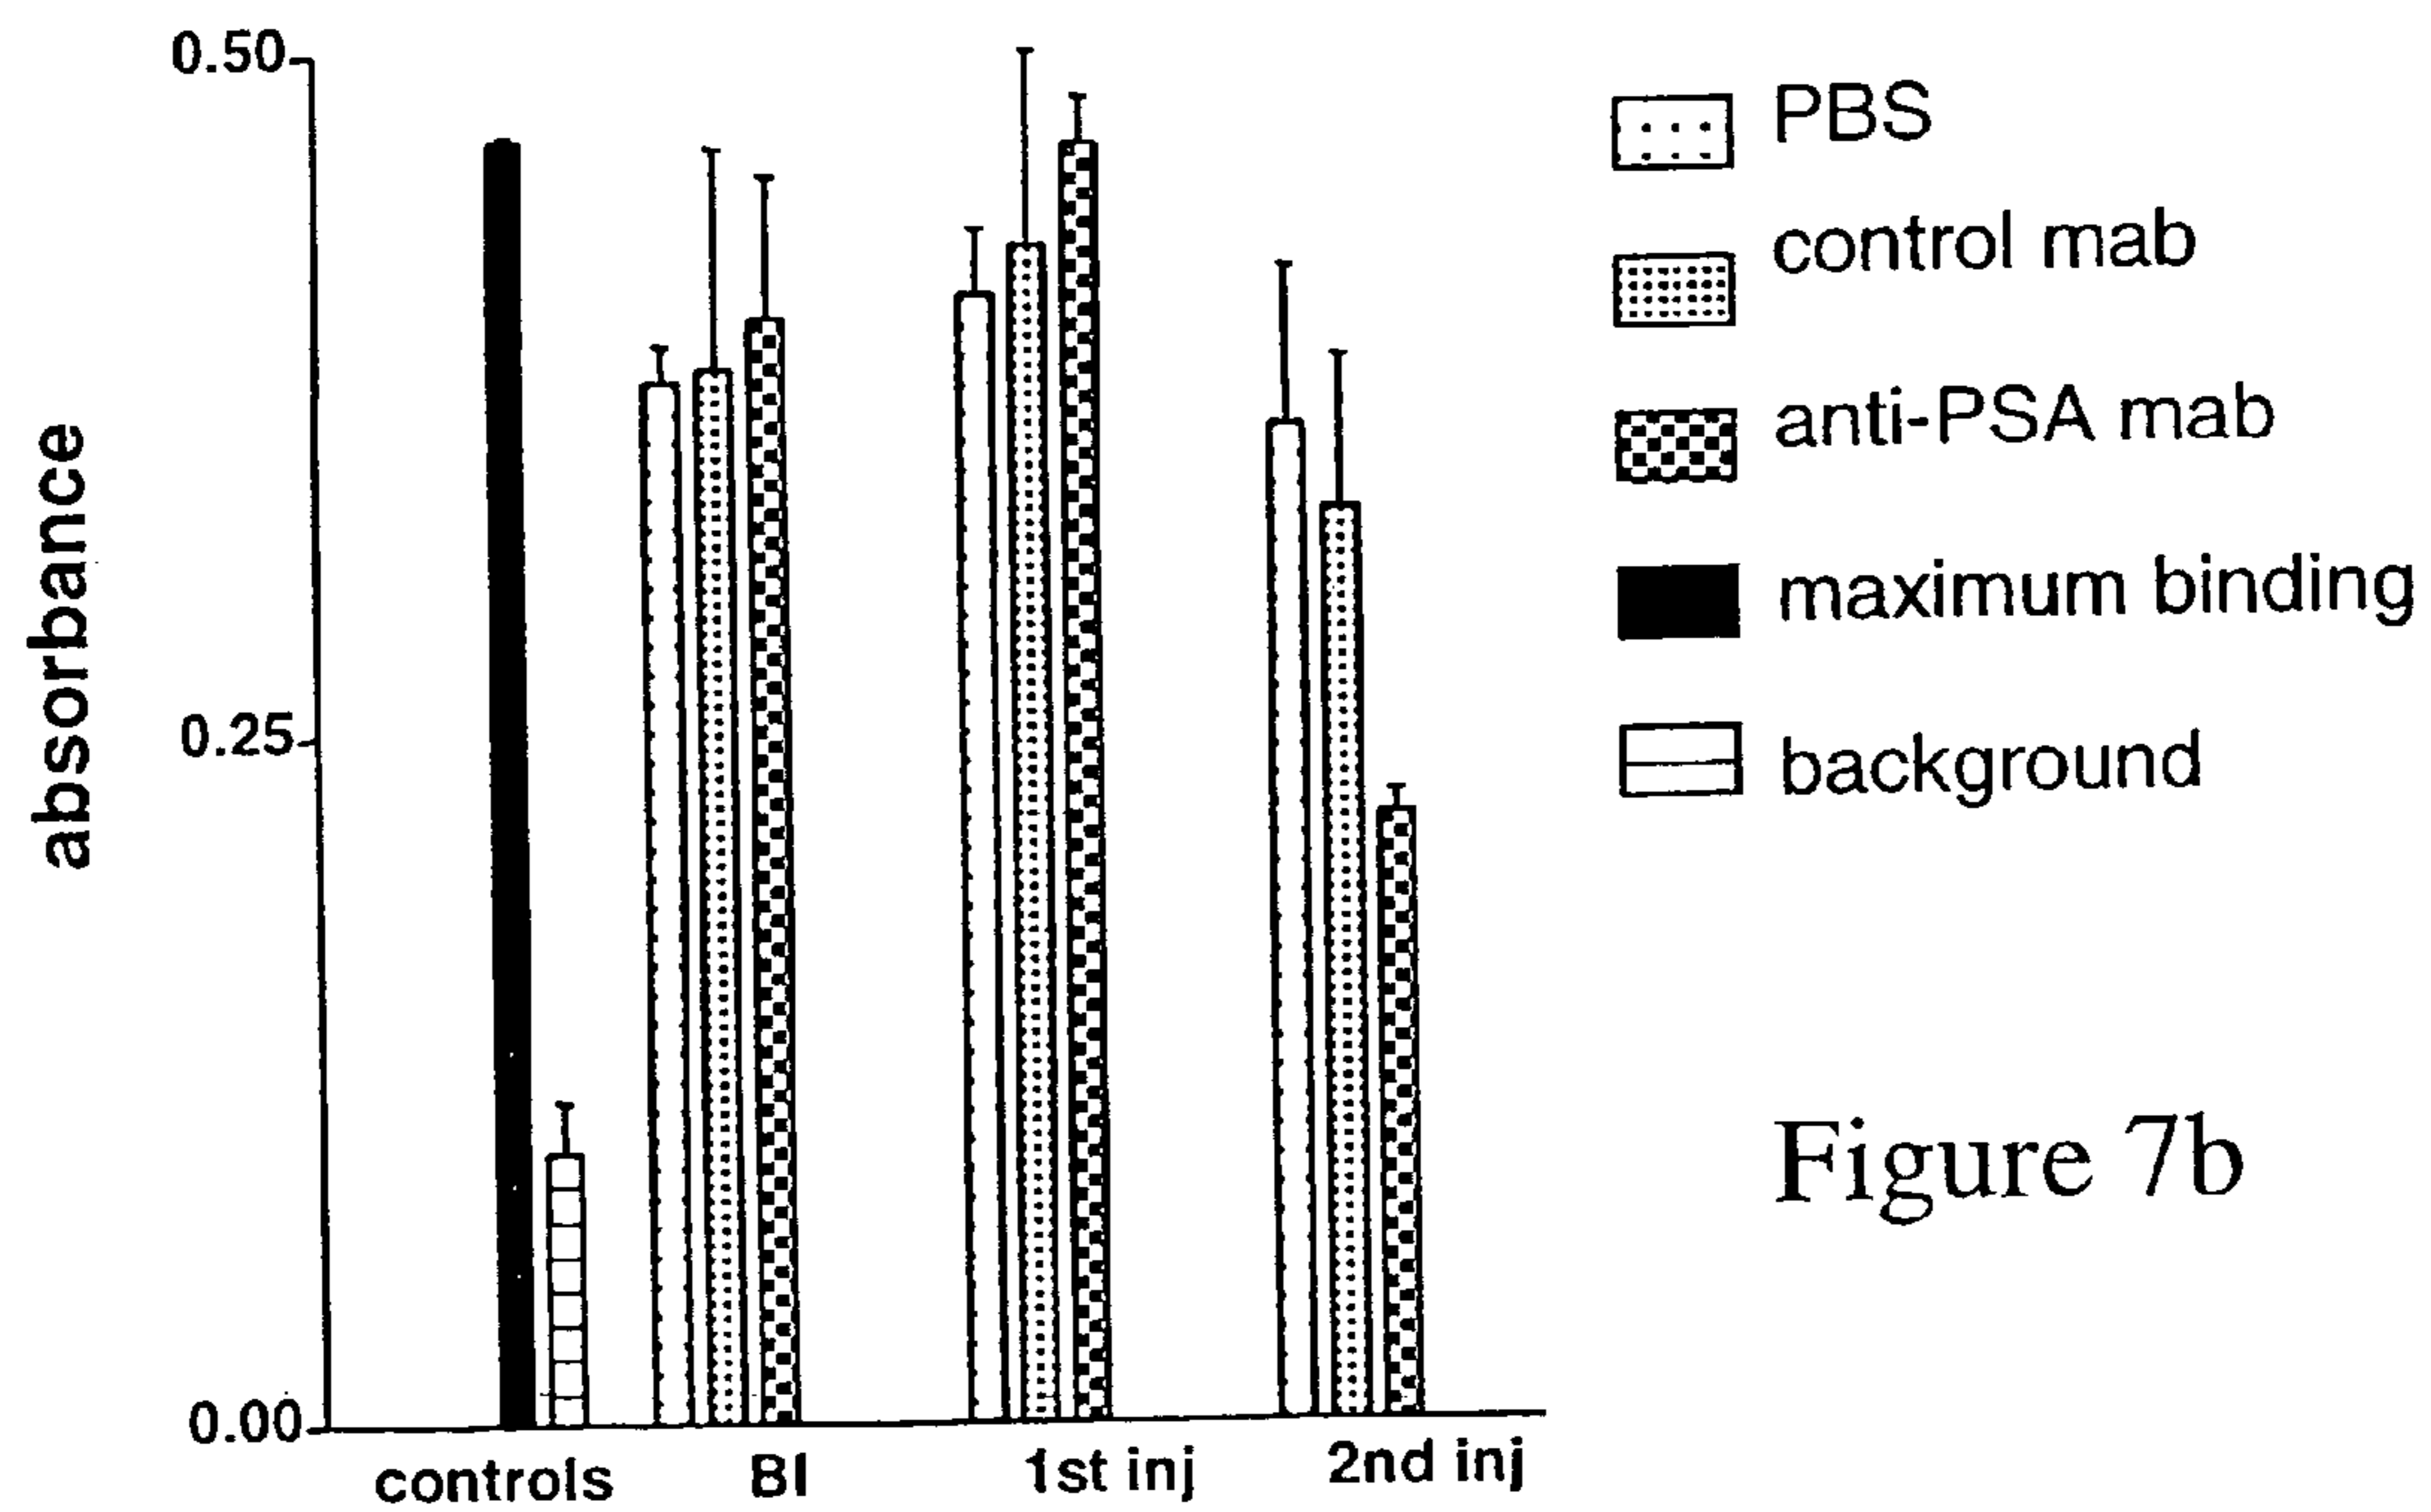 0.50
0.25
0.00
absorbance
controls
BI
1st inj
2nd inj
PBS
control mab
anti-PSA mab
maximum binding
background
Figure 7b